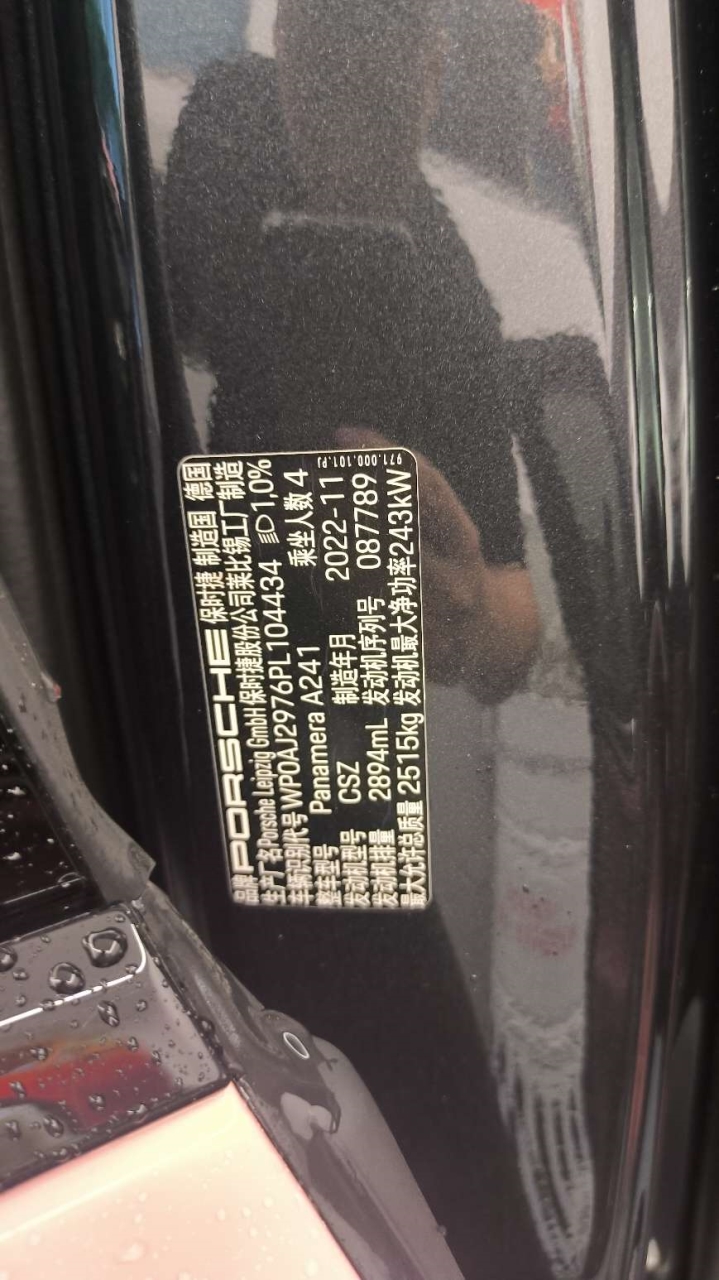 品牌 PORSCHE 保时捷 制造国 德国
生产厂名 Porsche Leipzig GmbH 保时捷股份公司莱比锡工厂制造
车辆识别代号 WP0AJ2976PL104434 1,0%
整车型号 Panamera A241 乘坐人数 4
发动机型号 CSZ 制造年月 2022-11
发动机排量 2894mL 发动机序列号 087789
最大允许总质量 2515kg 发动机最大净功率 243kW
971.000.101.PJ